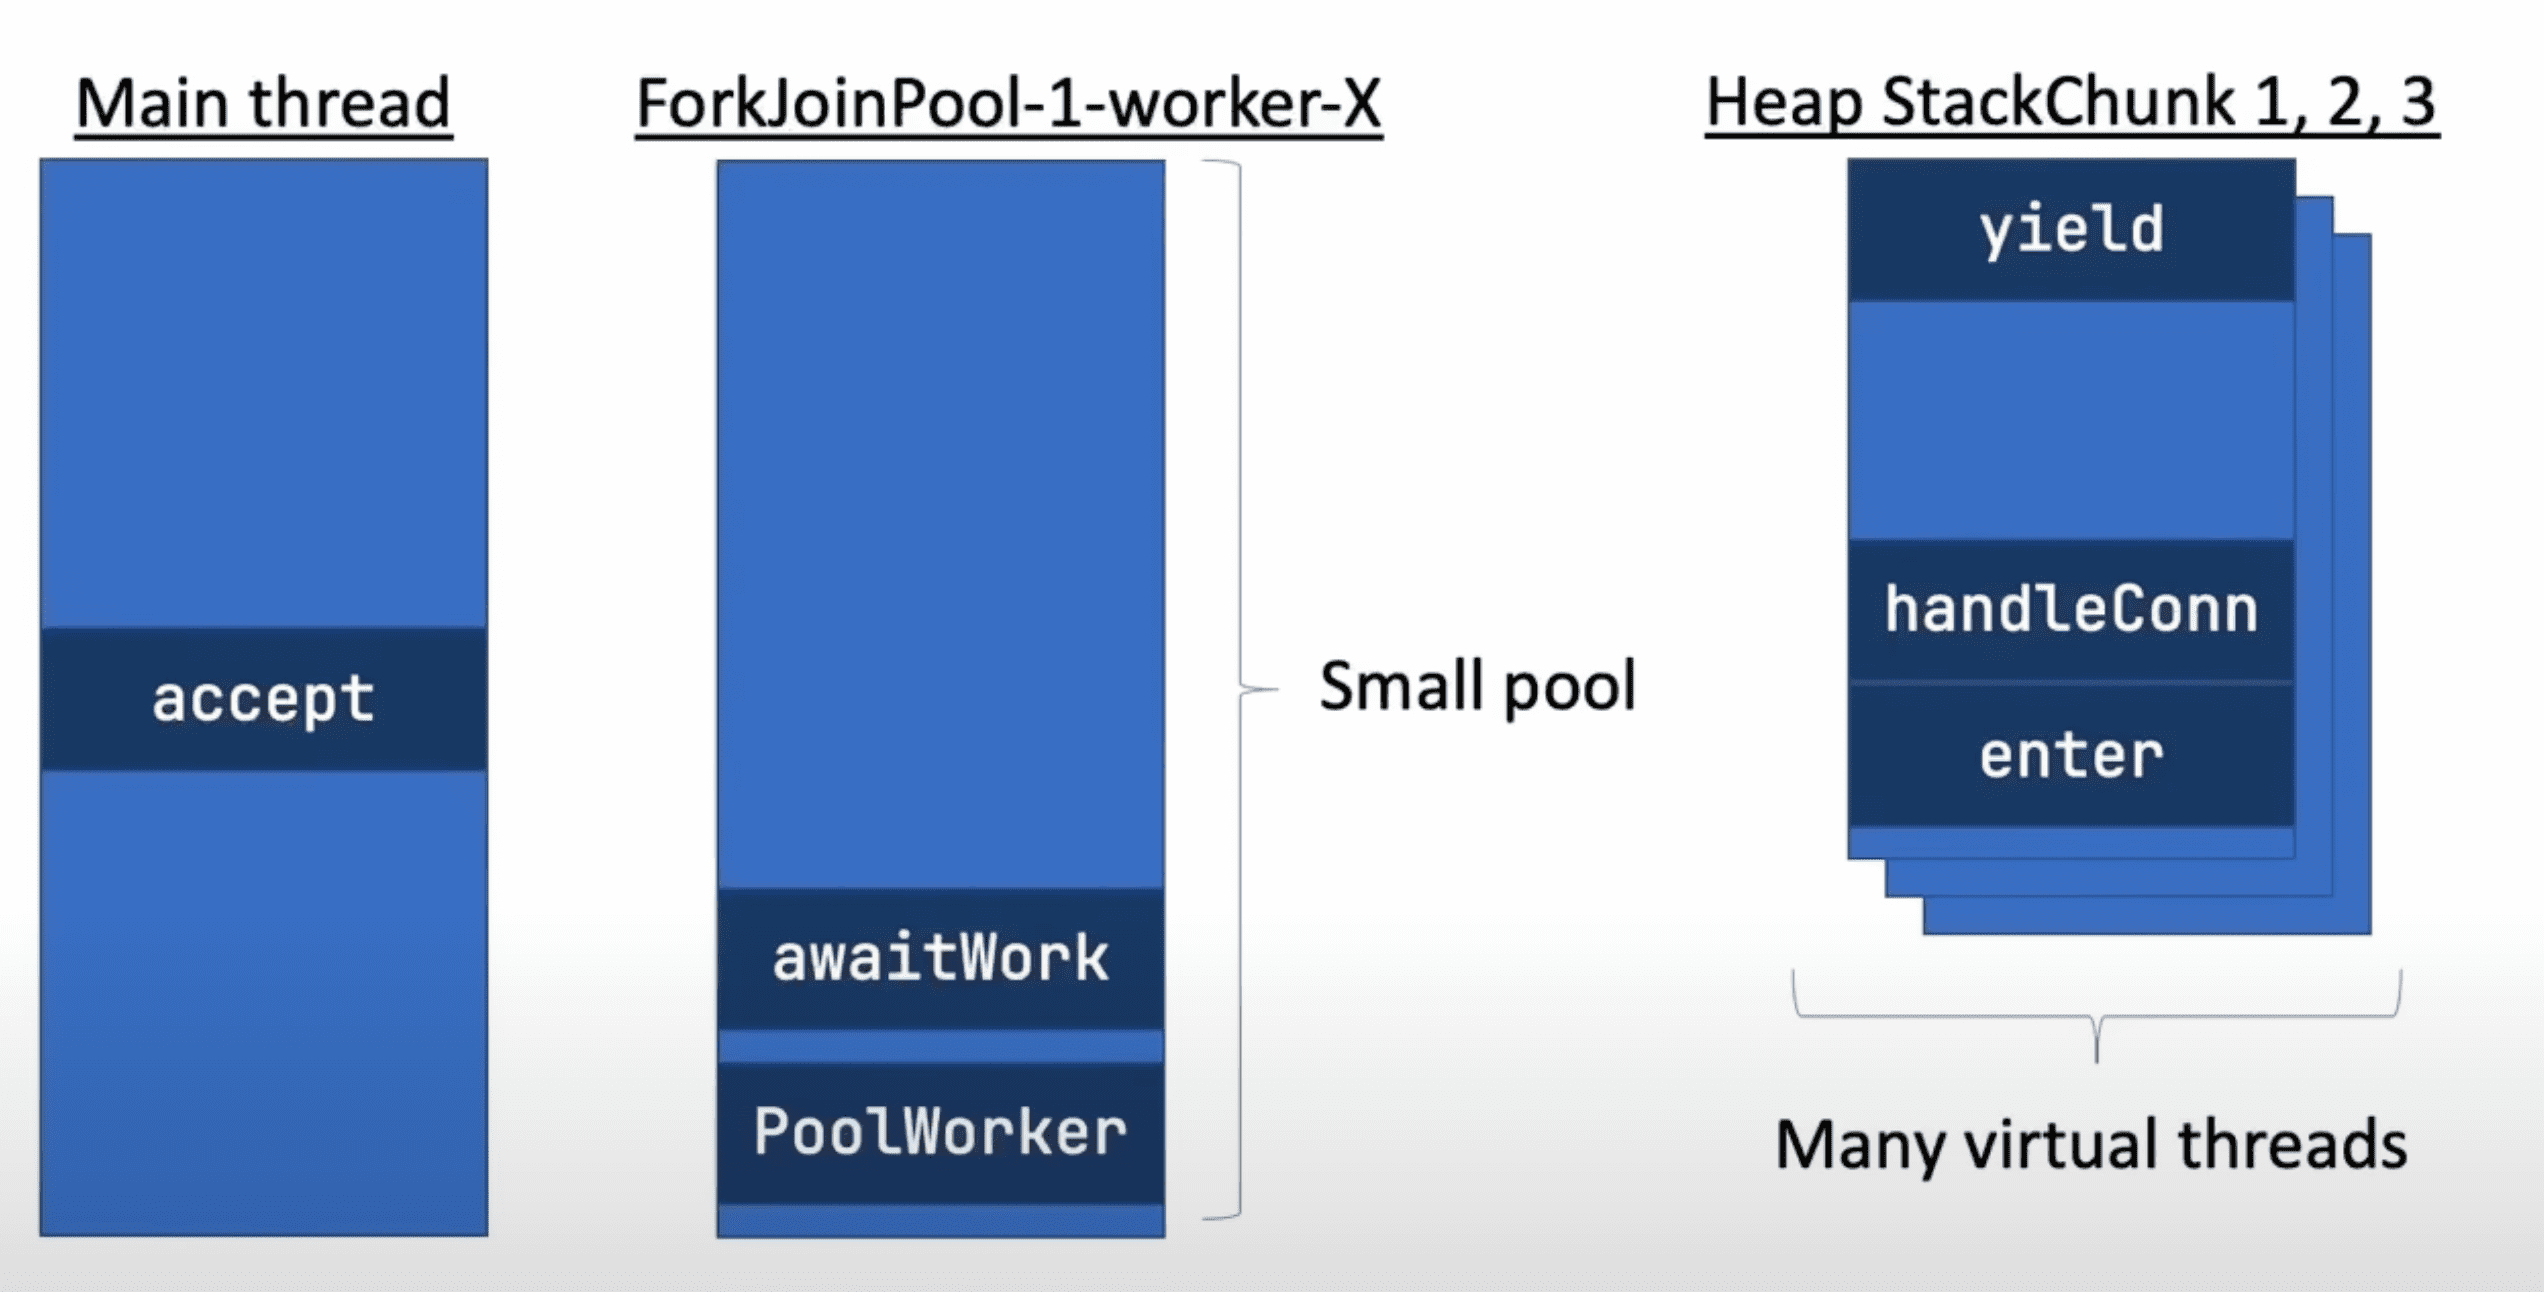 Main thread
ForkJoinPool-1-worker-X
Heap StackChunk 1, 2, 3
accept
awaitWork
PoolWorker
Small pool
yield
handleConn
enter
Many virtual threads